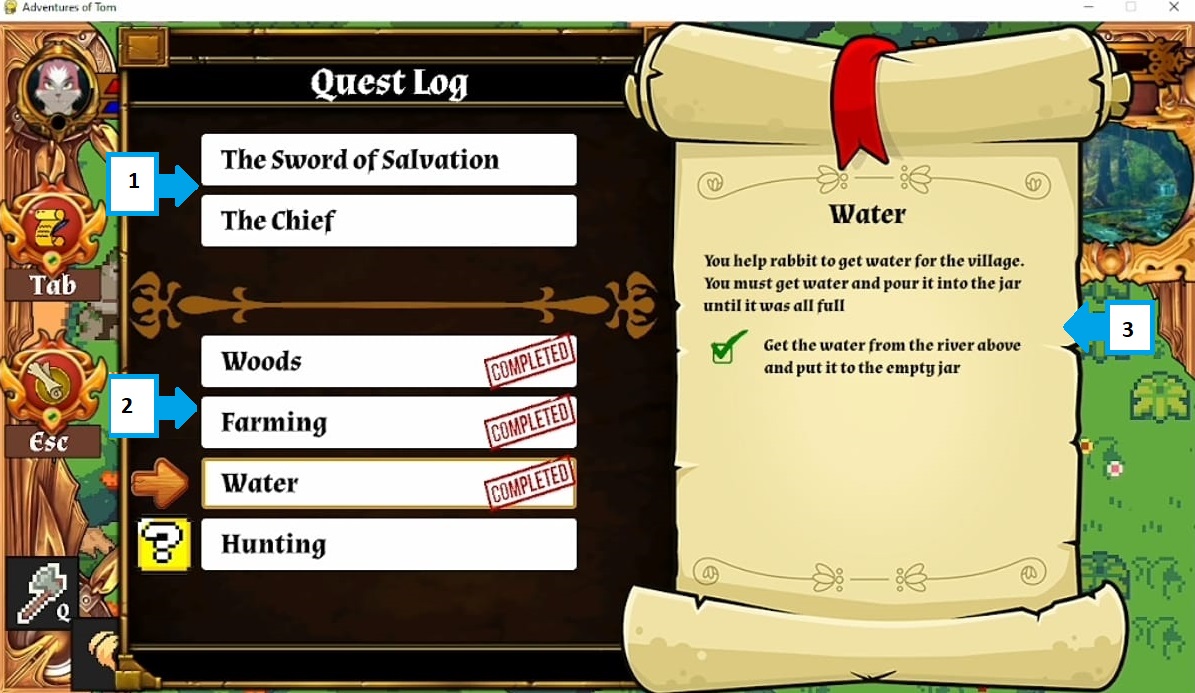 Adventures of Tom
Quest Log
1
The Sword of Salvation
The Chief
Tab
2
Woods
COMPLETED
Farming
COMPLETED
Esc
Water
COMPLETED
?
Hunting
Q
Water
You help rabbit to get water for the village.
You must get water and pour it into the jar
until it was all full
Get the water from the river above
and put it to the empty jar
3